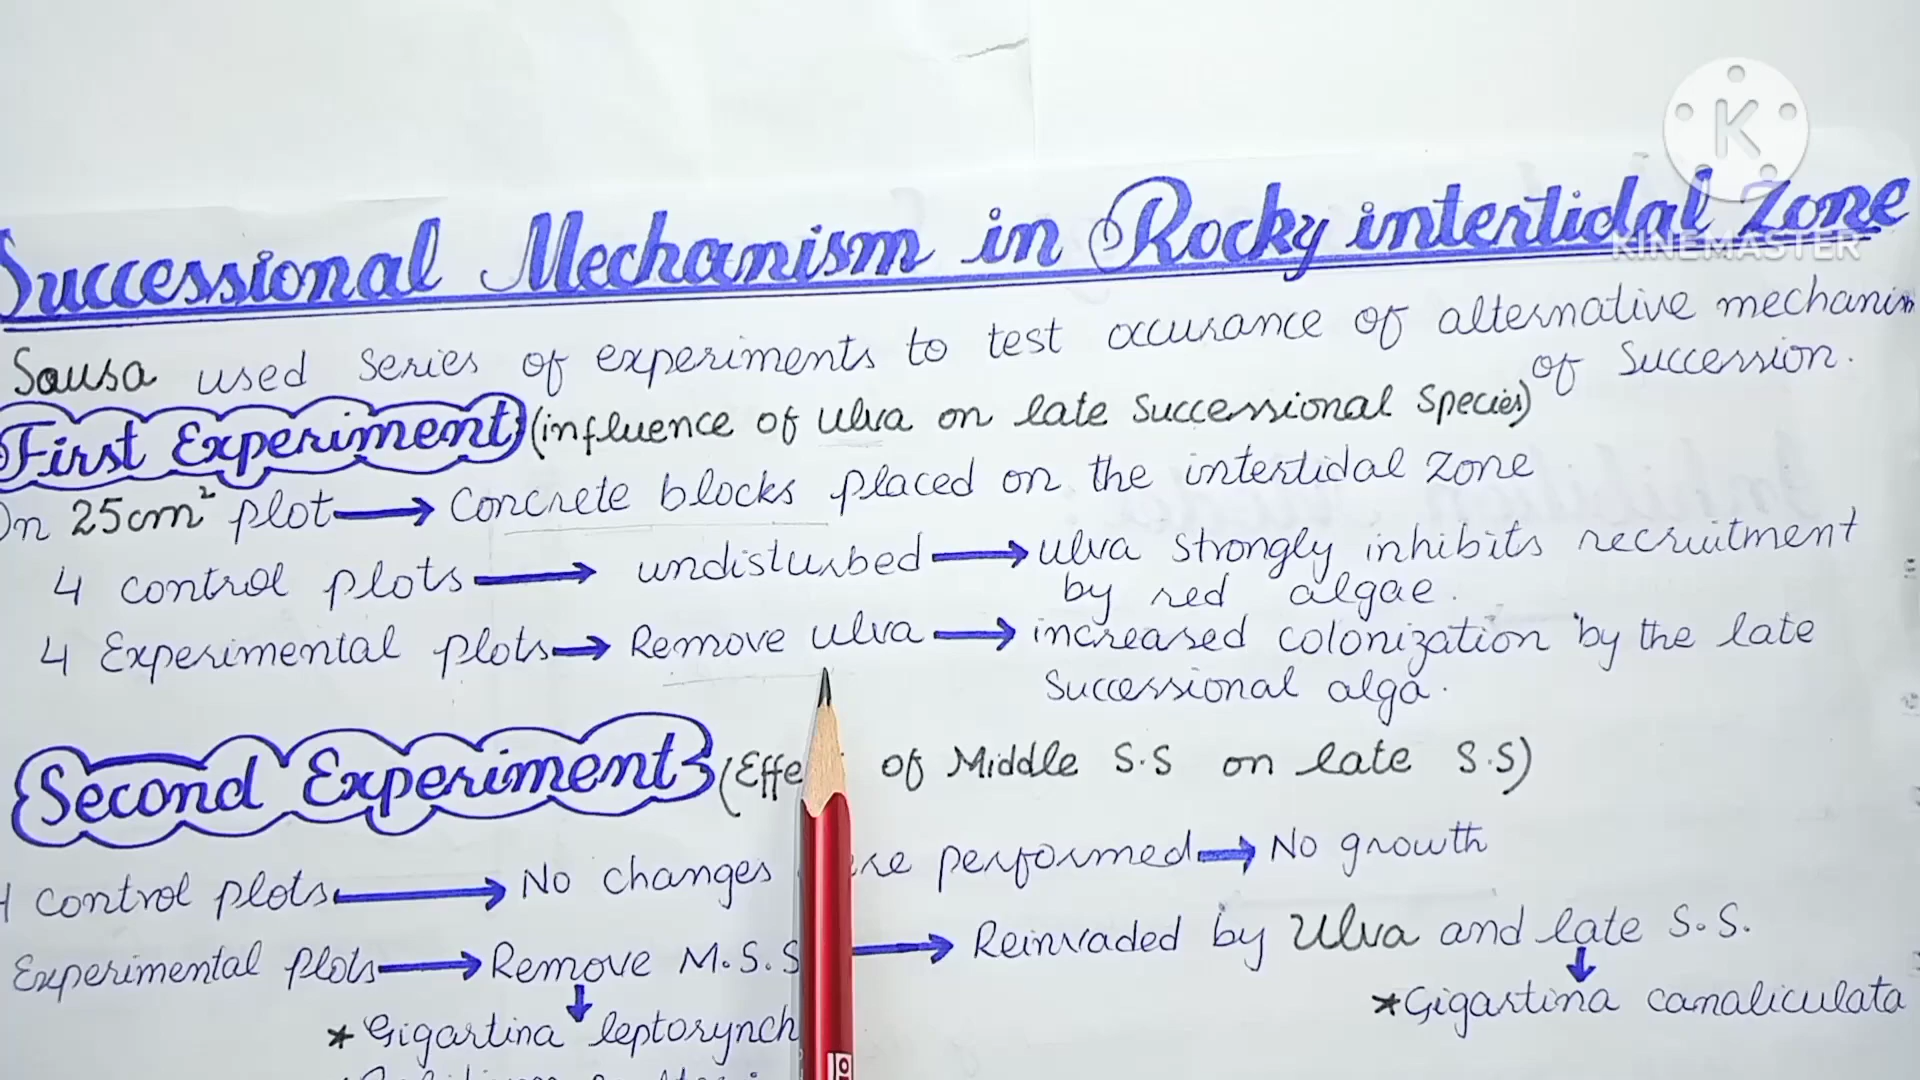 K
KINEMASTER
Successional Mechanism in Rocky intertidal Zone
Sousa used series of experiments to test occurance of alternative mechanism
of Succession.
First Experiment (influence of ulva on late Successional Species)
On 25cm² plot → Concrete blocks placed on the intertidal zone
4 control plots → undisturbed → ulva strongly inhibits recruitment
by red algae.
4 Experimental plots → Remove ulva → increased colonization by the late
Successional alga.
Second Experiment (Effe of Middle S.S on late S.S)
4 control plots → No changes performed → No growth
Experimental plots → Remove M.S.S → Reinvaded by Ulva and late S.S.
* Gigartina leptorynch
* Gigartina canaliculata